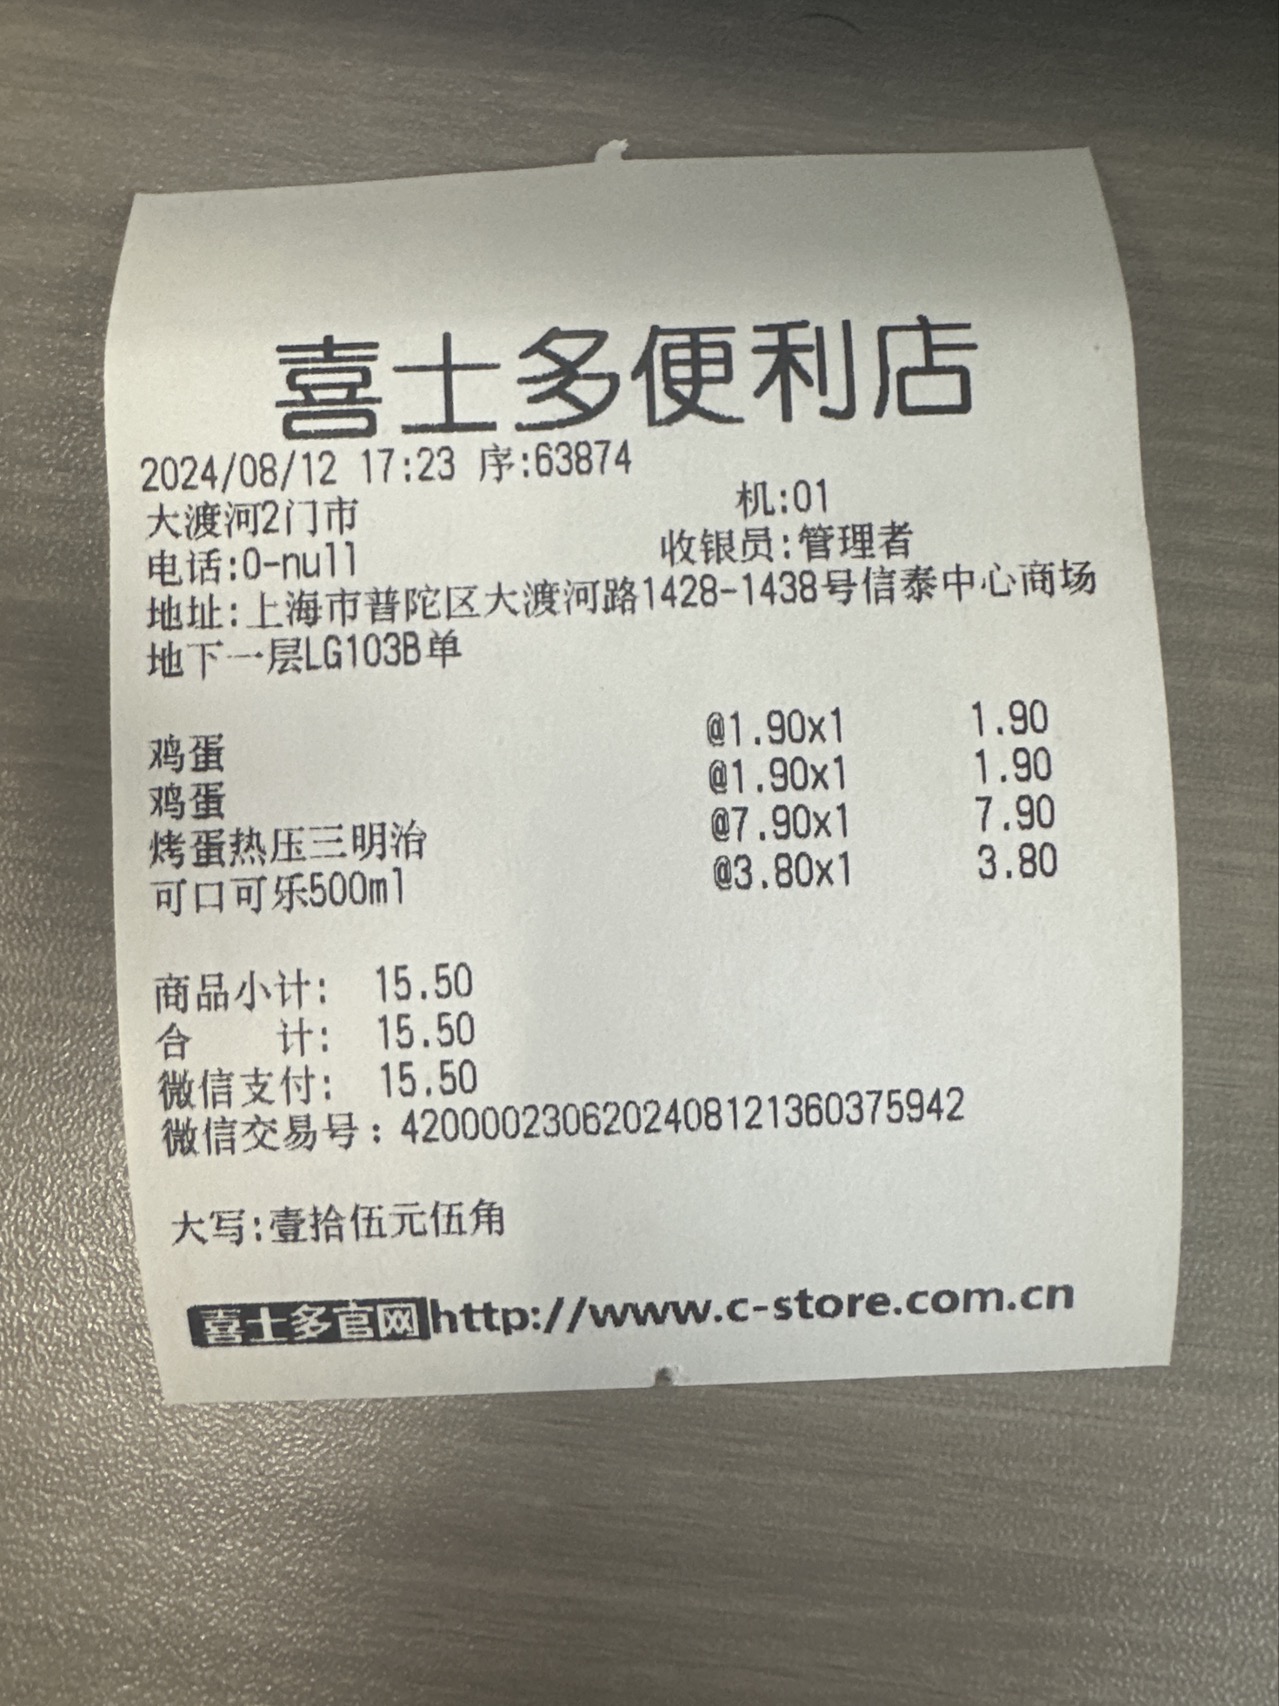 喜士多便利店
2024/08/12 17:23 序:63874
大渡河2门市 机:01
电话:0-null 收银员:管理者
地址:上海市普陀区大渡河路1428-1438号信泰中心商场
地下一层LG103B单
鸡蛋 @1.90x1 1.90
鸡蛋 @1.90x1 1.90
烤蛋热压三明治 @7.90x1 7.90
可口可乐500ml @3.80x1 3.80
商品小计: 15.50
合 计: 15.50
微信支付: 15.50
微信交易号：4200002306202408121360375942
大写:壹拾伍元伍角
喜士多官网http://www.c-store.com.cn